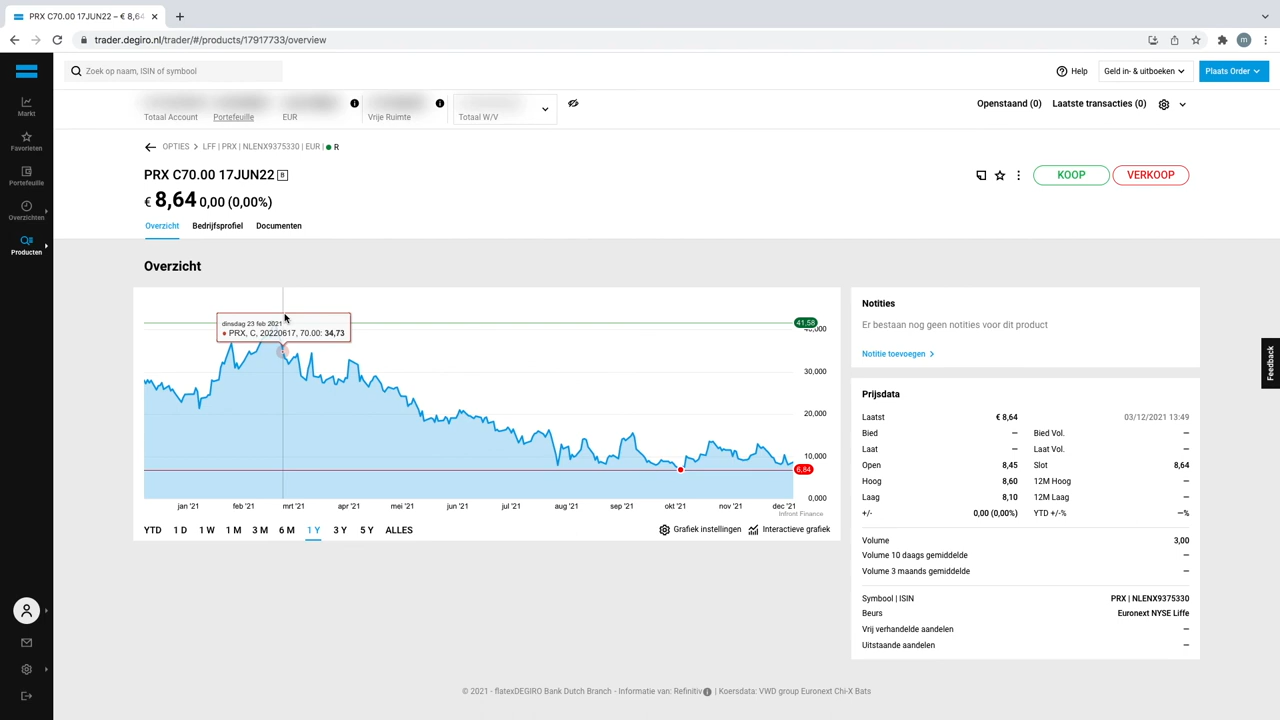 PRX C70.00 17JUN22 – € 8,64
trader.degiro.nl/trader/#/products/17917733/overview
m
Zoek op naam, ISIN of symbool
Help
Geld in- & uitboeken
Plaats Order
Totaal Account
Portefeuille
EUR
Vrije Ruimte
Totaal W/V
Openstaand (0)
Laatste transacties (0)
Markt
Favorieten
Portefeuille
Overzichten
Producten
OPTIES > LFF | PRX | NLENX9375330 | EUR | R
PRX C70.00 17JUN22 B
€ 8,64 0,00 (0,00%)
KOOP
VERKOOP
Overzicht
Bedrijfsprofiel
Documenten
Overzicht
dinsdag 23 feb 2021
PRX, C, 20220617, 70.00: 34,73
41,58
40,000
30,000
20,000
10,000
6,84
0,000
jan '21 feb '21 mrt '21 apr '21 mei '21 jun '21 jul '21 aug '21 sep '21 okt '21 nov '21 dec '21
Infront Finance
YTD 1 D 1 W 1 M 3 M 6 M 1 Y 3 Y 5 Y ALLES
Grafiek instellingen
Interactieve grafiek
Notities
Er bestaan nog geen notities voor dit product
Notitie toevoegen >
Prijsdata
Laatst € 8,64 03/12/2021 13:49
Bied — Bied Vol. —
Laat — Laat Vol. —
Open 8,45 Slot 8,64
Hoog 8,60 12M Hoog —
Laag 8,10 12M Laag —
+/- 0,00 (0,00%) YTD +/-% —%
Volume 3,00
Volume 10 daags gemiddelde —
Volume 3 maands gemiddelde —
Symbool | ISIN PRX | NLENX9375330
Beurs Euronext NYSE Liffe
Vrij verhandelde aandelen —
Uitstaande aandelen —
Feedback
© 2021 - flatexDEGIRO Bank Dutch Branch - Informatie van: Refinitiv | Koersdata: VWD group Euronext Chi-X Bats